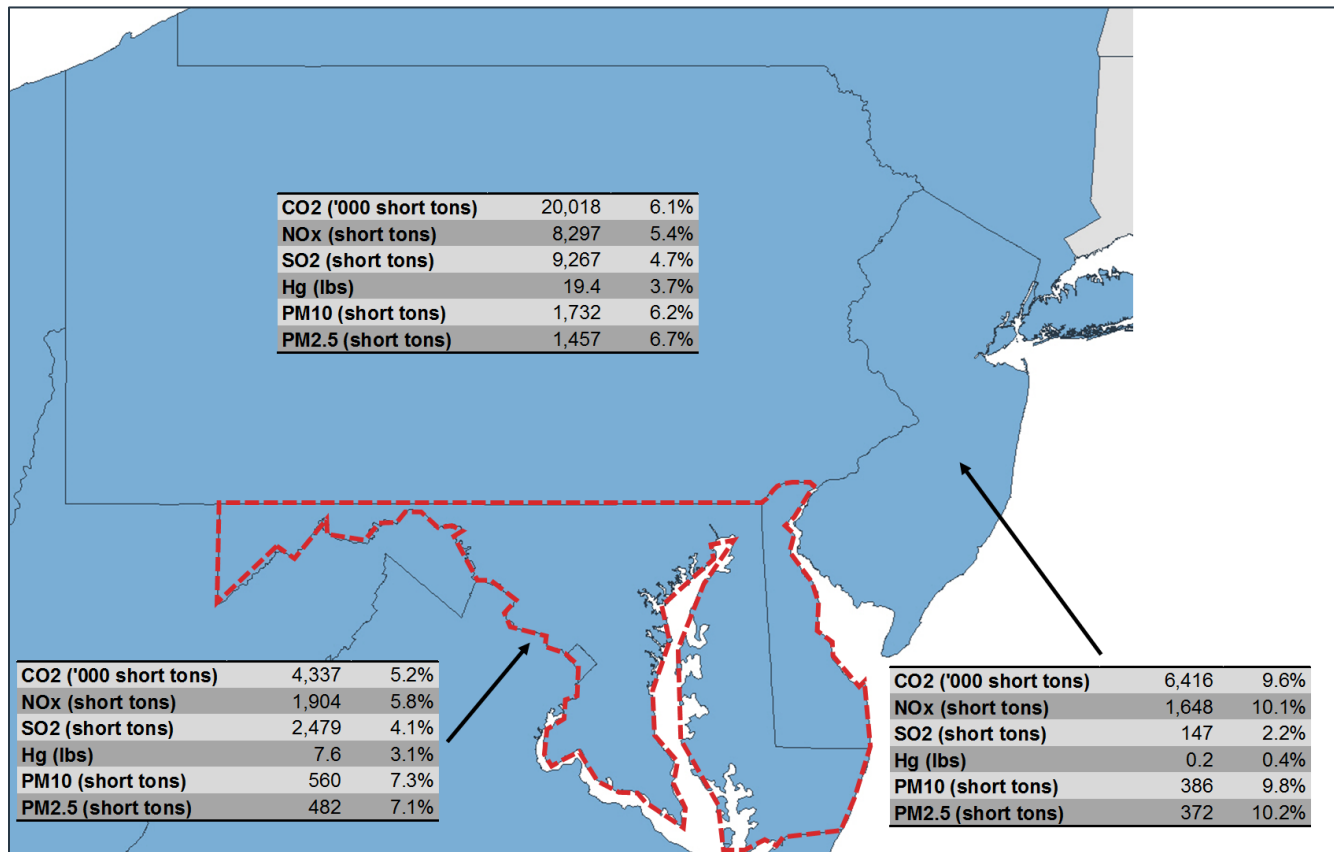 CO2 ('000 short tons) 20,018 6.1%
NOx (short tons) 8,297 5.4%
SO2 (short tons) 9,267 4.7%
Hg (lbs) 19.4 3.7%
PM10 (short tons) 1,732 6.2%
PM2.5 (short tons) 1,457 6.7%
CO2 ('000 short tons) 4,337 5.2%
NOx (short tons) 1,904 5.8%
SO2 (short tons) 2,479 4.1%
Hg (lbs) 7.6 3.1%
PM10 (short tons) 560 7.3%
PM2.5 (short tons) 482 7.1%
CO2 ('000 short tons) 6,416 9.6%
NOx (short tons) 1,648 10.1%
SO2 (short tons) 147 2.2%
Hg (lbs) 0.2 0.4%
PM10 (short tons) 386 9.8%
PM2.5 (short tons) 372 10.2%